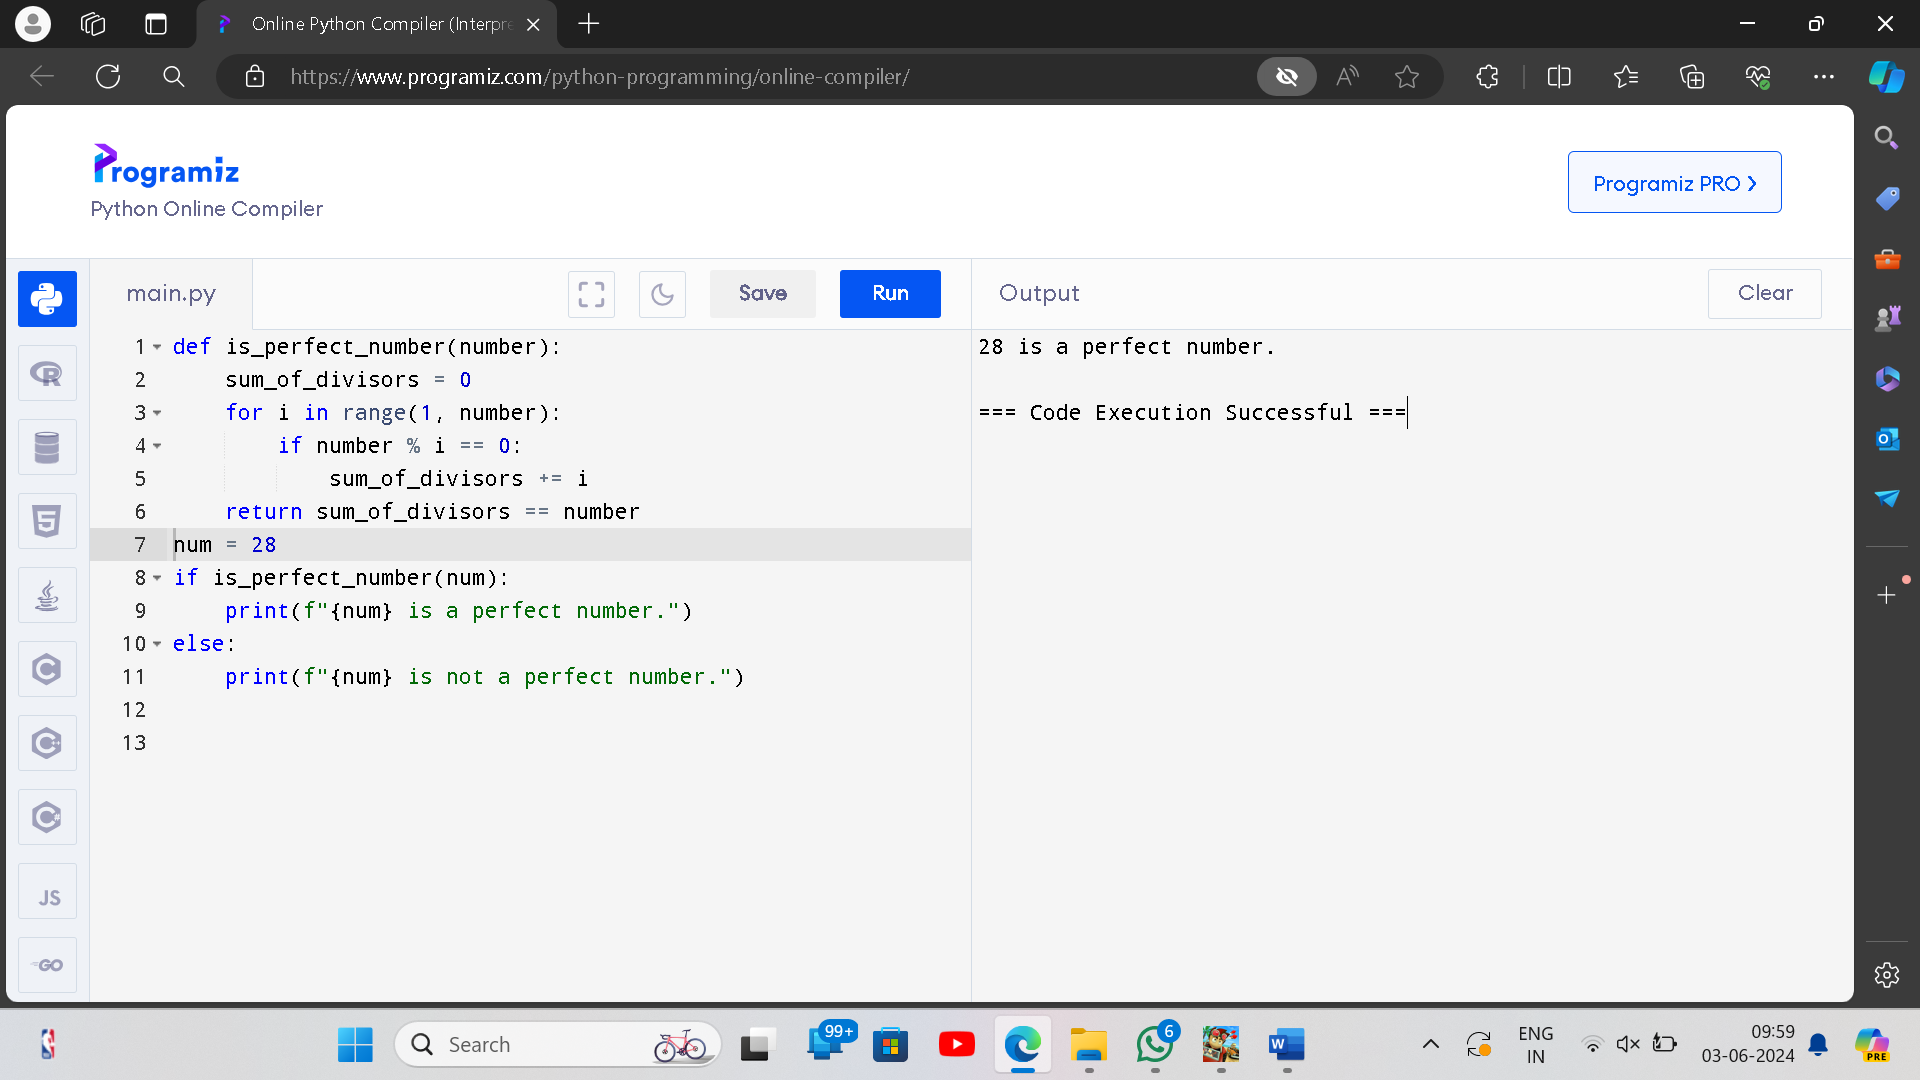 Online Python Compiler (Interpre
https://www.programiz.com/python-programming/online-compiler/
Programiz
Python Online Compiler
Programiz PRO
main.py
Save
Run
Output
Clear
1 def is_perfect_number(number):
2     sum_of_divisors = 0
3     for i in range(1, number):
4         if number % i == 0:
5             sum_of_divisors += i
6     return sum_of_divisors == number
7 num = 28
8 if is_perfect_number(num):
9     print(f"{num} is a perfect number.")
10 else:
11     print(f"{num} is not a perfect number.")
12
13
28 is a perfect number.
=== Code Execution Successful ===
R
5
C
C++
C#
JS
GO
Search
99+
6
W
ENG
IN
09:59
03-06-2024
PRE